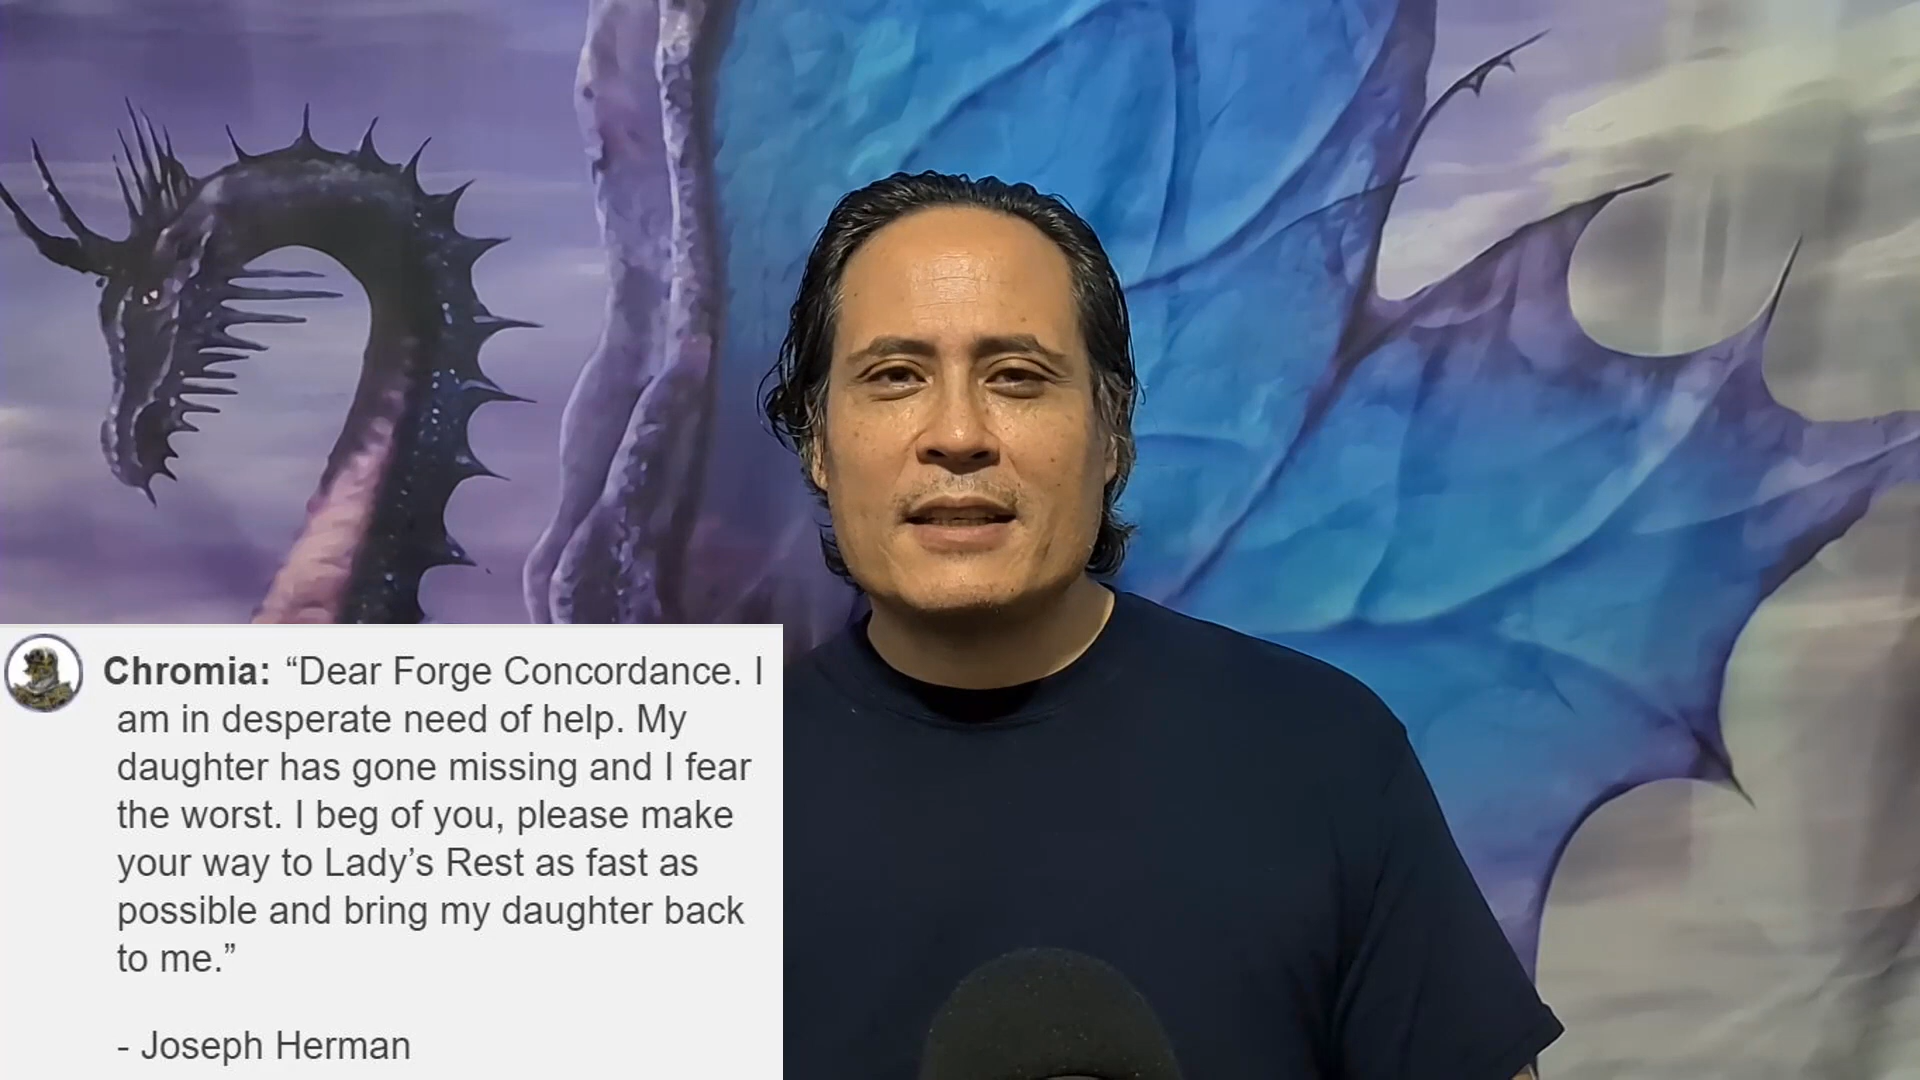 Chromia: “Dear Forge Concordance. I
am in desperate need of help. My
daughter has gone missing and I fear
the worst. I beg of you, please make
your way to Lady’s Rest as fast as
possible and bring my daughter back
to me.”
- Joseph Herman